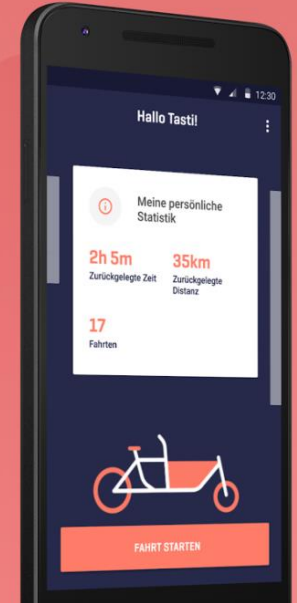 12:30
Hallo Tasti!
Meine persönliche
Statistik
2h 5m
Zurückgelegte Zeit
35km
Zurückgelegte
Distanz
17
Fahrten
FAHRT STARTEN